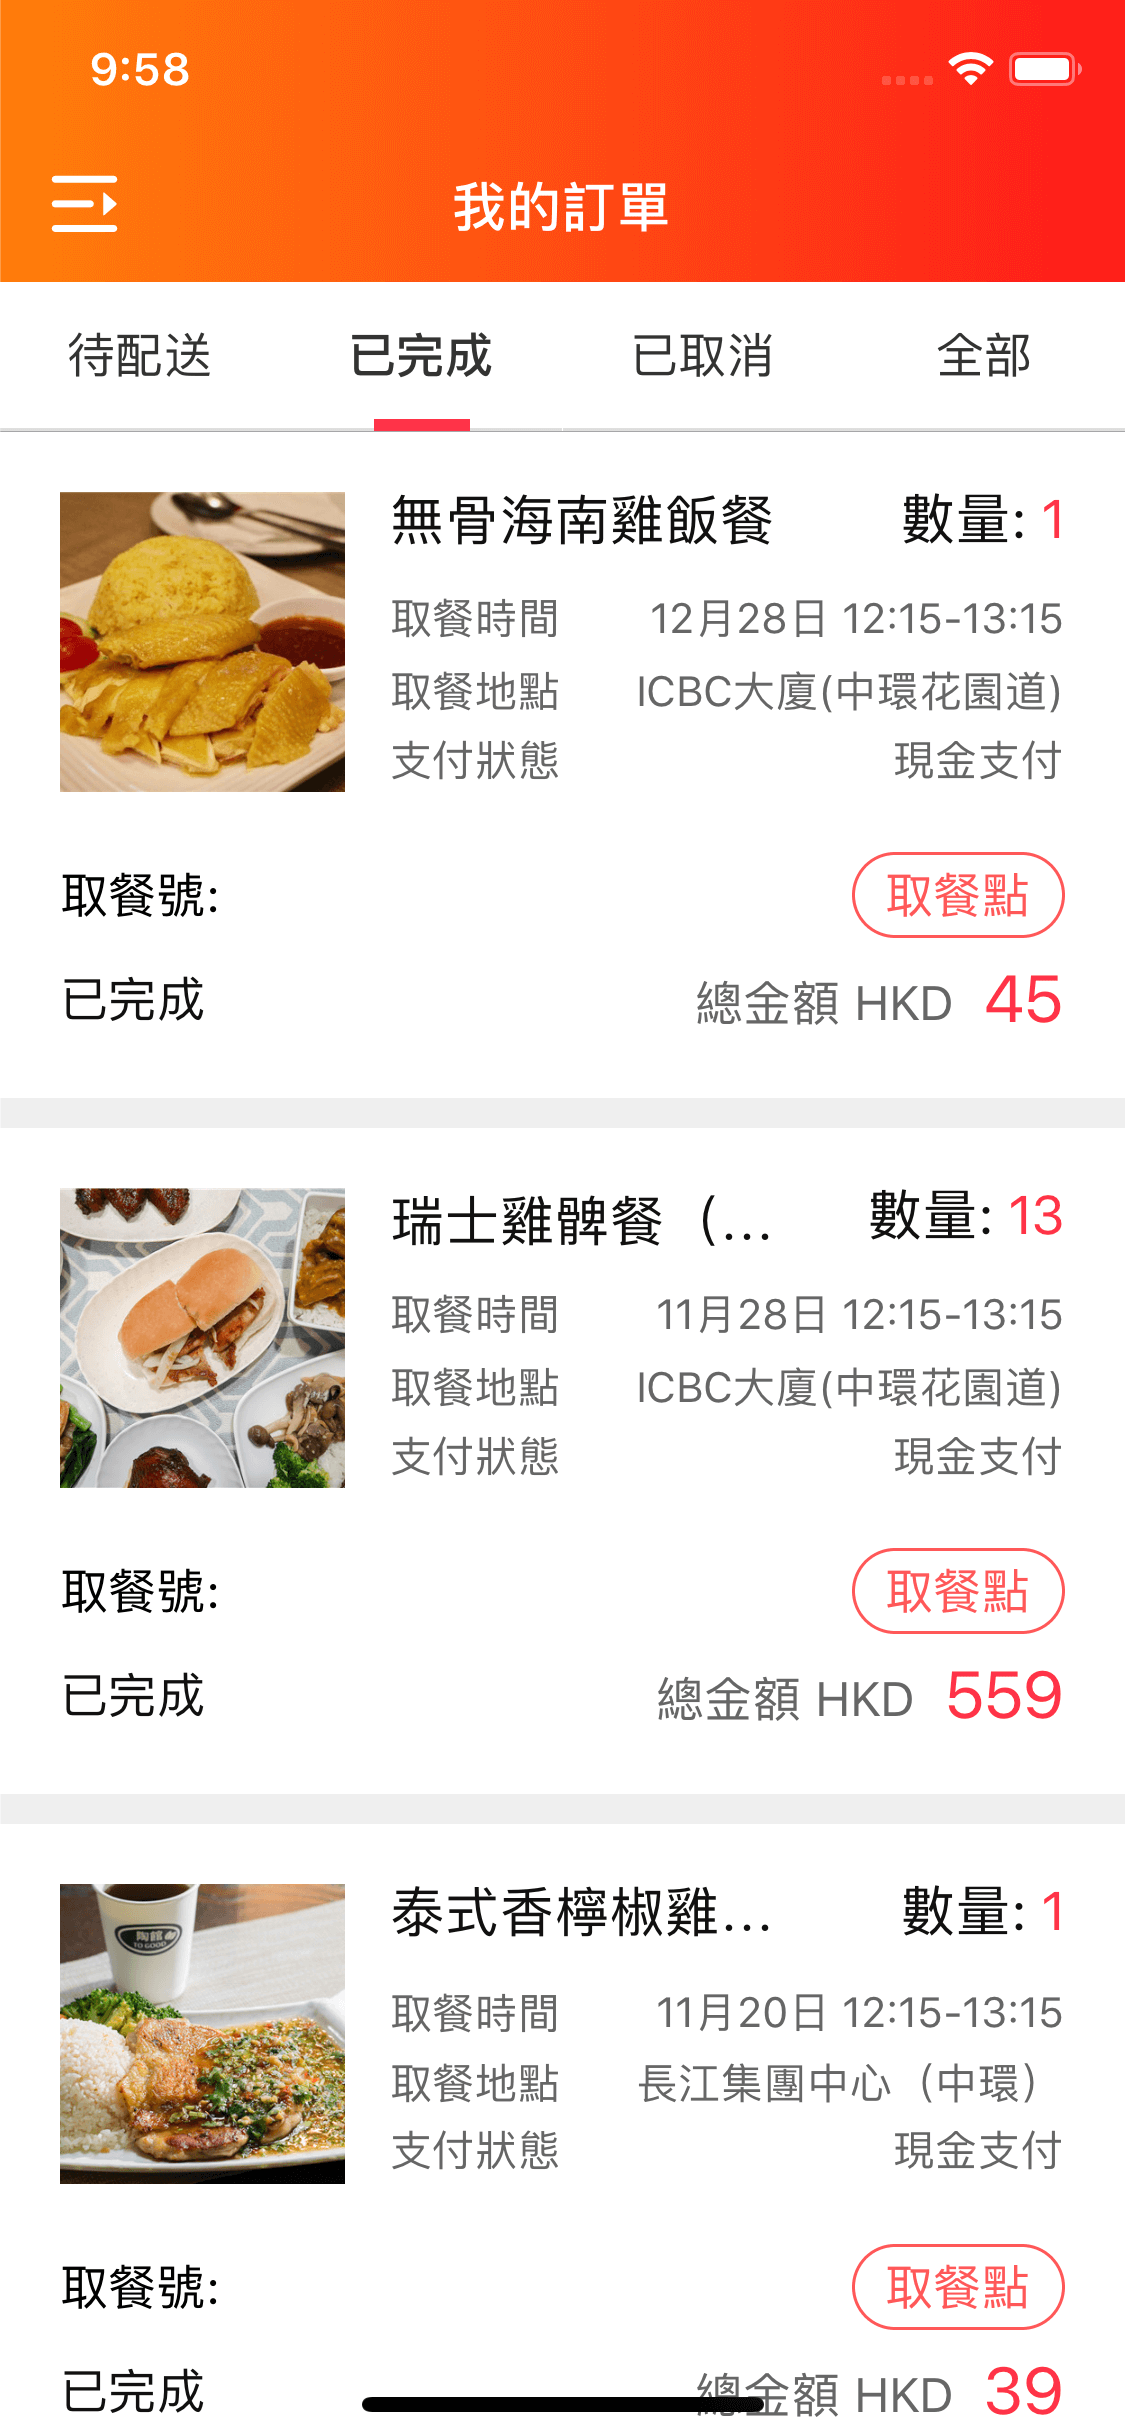 9:58
我的訂單
待配送 已完成 已取消 全部
無骨海南雞飯餐 數量: 1
取餐時間 12月28日 12:15-13:15
取餐地點 ICBC大廈(中環花園道)
支付狀態 現金支付
取餐號: 取餐點
已完成 總金額 HKD 45
瑞士雞髀餐（... 數量: 13
取餐時間 11月28日 12:15-13:15
取餐地點 ICBC大廈(中環花園道)
支付狀態 現金支付
取餐號: 取餐點
已完成 總金額 HKD 559
泰式香檸椒雞... 數量: 1
陶館
TO GOOD
取餐時間 11月20日 12:15-13:15
取餐地點 長江集團中心（中環）
支付狀態 現金支付
取餐號: 取餐點
已完成 總金額 HKD 39